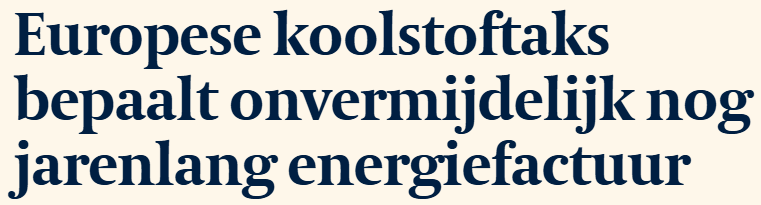 Europese koolstoftaks
bepaalt onvermijdelijk nog
jarenlang energiefactuur